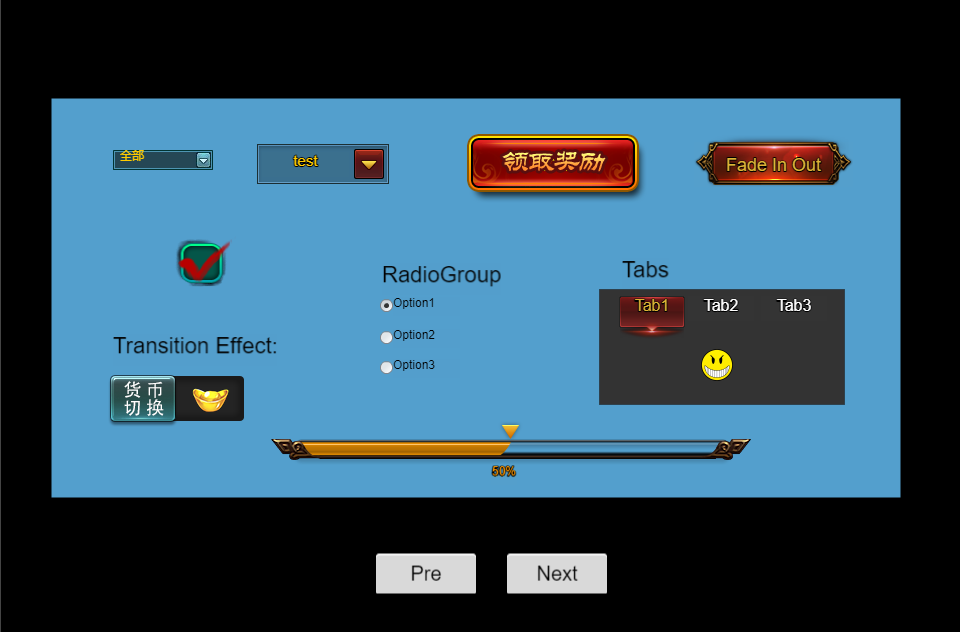 全部
test
领取奖励
Fade In Out
RadioGroup
Option1
Option2
Option3
Tabs
Tab1
Tab2
Tab3
Transition Effect:
货币
切换
50%
Pre
Next